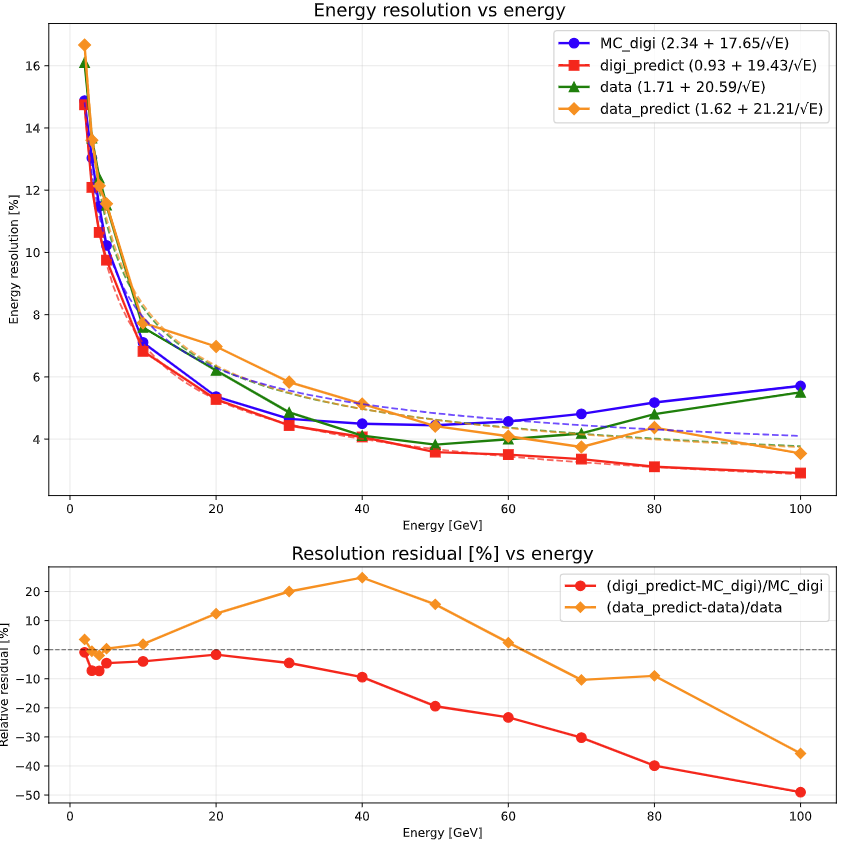 Energy resolution vs energy
MC_digi (2.34 + 17.65/√E)
digi_predict (0.93 + 19.43/√E)
data (1.71 + 20.59/√E)
data_predict (1.62 + 21.21/√E)
Energy resolution [%]
16
14
12
10
8
6
4
0 20 40 60 80 100
Energy [GeV]
Resolution residual [%] vs energy
(digi_predict-MC_digi)/MC_digi
(data_predict-data)/data
Relative residual [%]
20
10
0
−10
−20
−30
−40
−50
0 20 40 60 80 100
Energy [GeV]